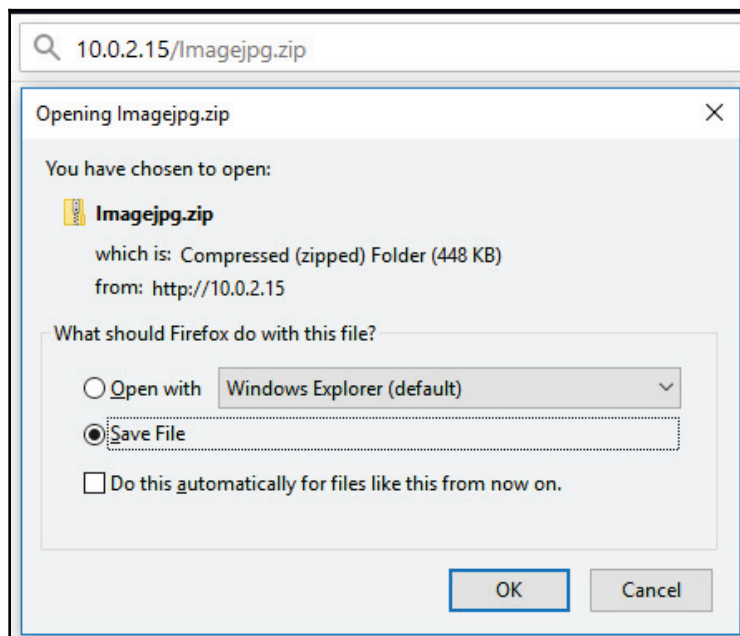 10.0.2.15/Imagejpg.zip
Opening Imagejpg.zip
You have chosen to open:
Imagejpg.zip
which is: Compressed (zipped) Folder (448 KB)
from: http://10.0.2.15
What should Firefox do with this file?
Open with Windows Explorer (default)
Save File
Do this automatically for files like this from now on.
OK Cancel